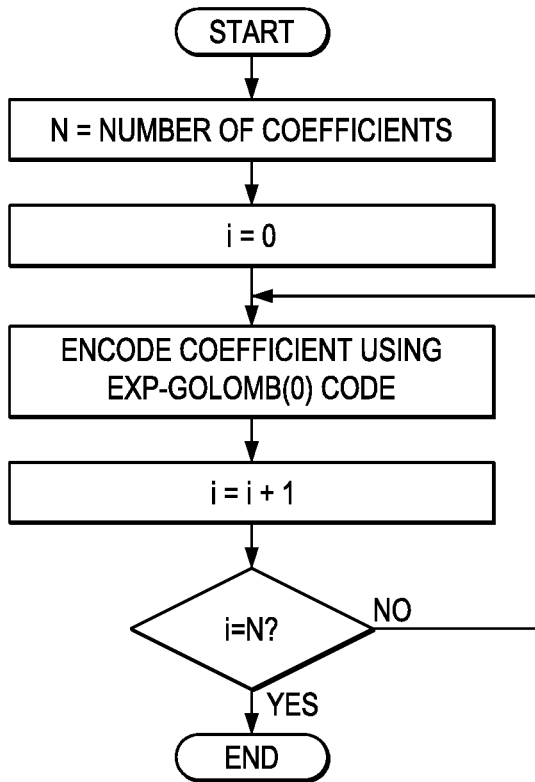 START
N = NUMBER OF COEFFICIENTS
i = 0
ENCODE COEFFICIENT USING
EXP-GOLOMB(0) CODE
i = i + 1
i=N?
NO
YES
END